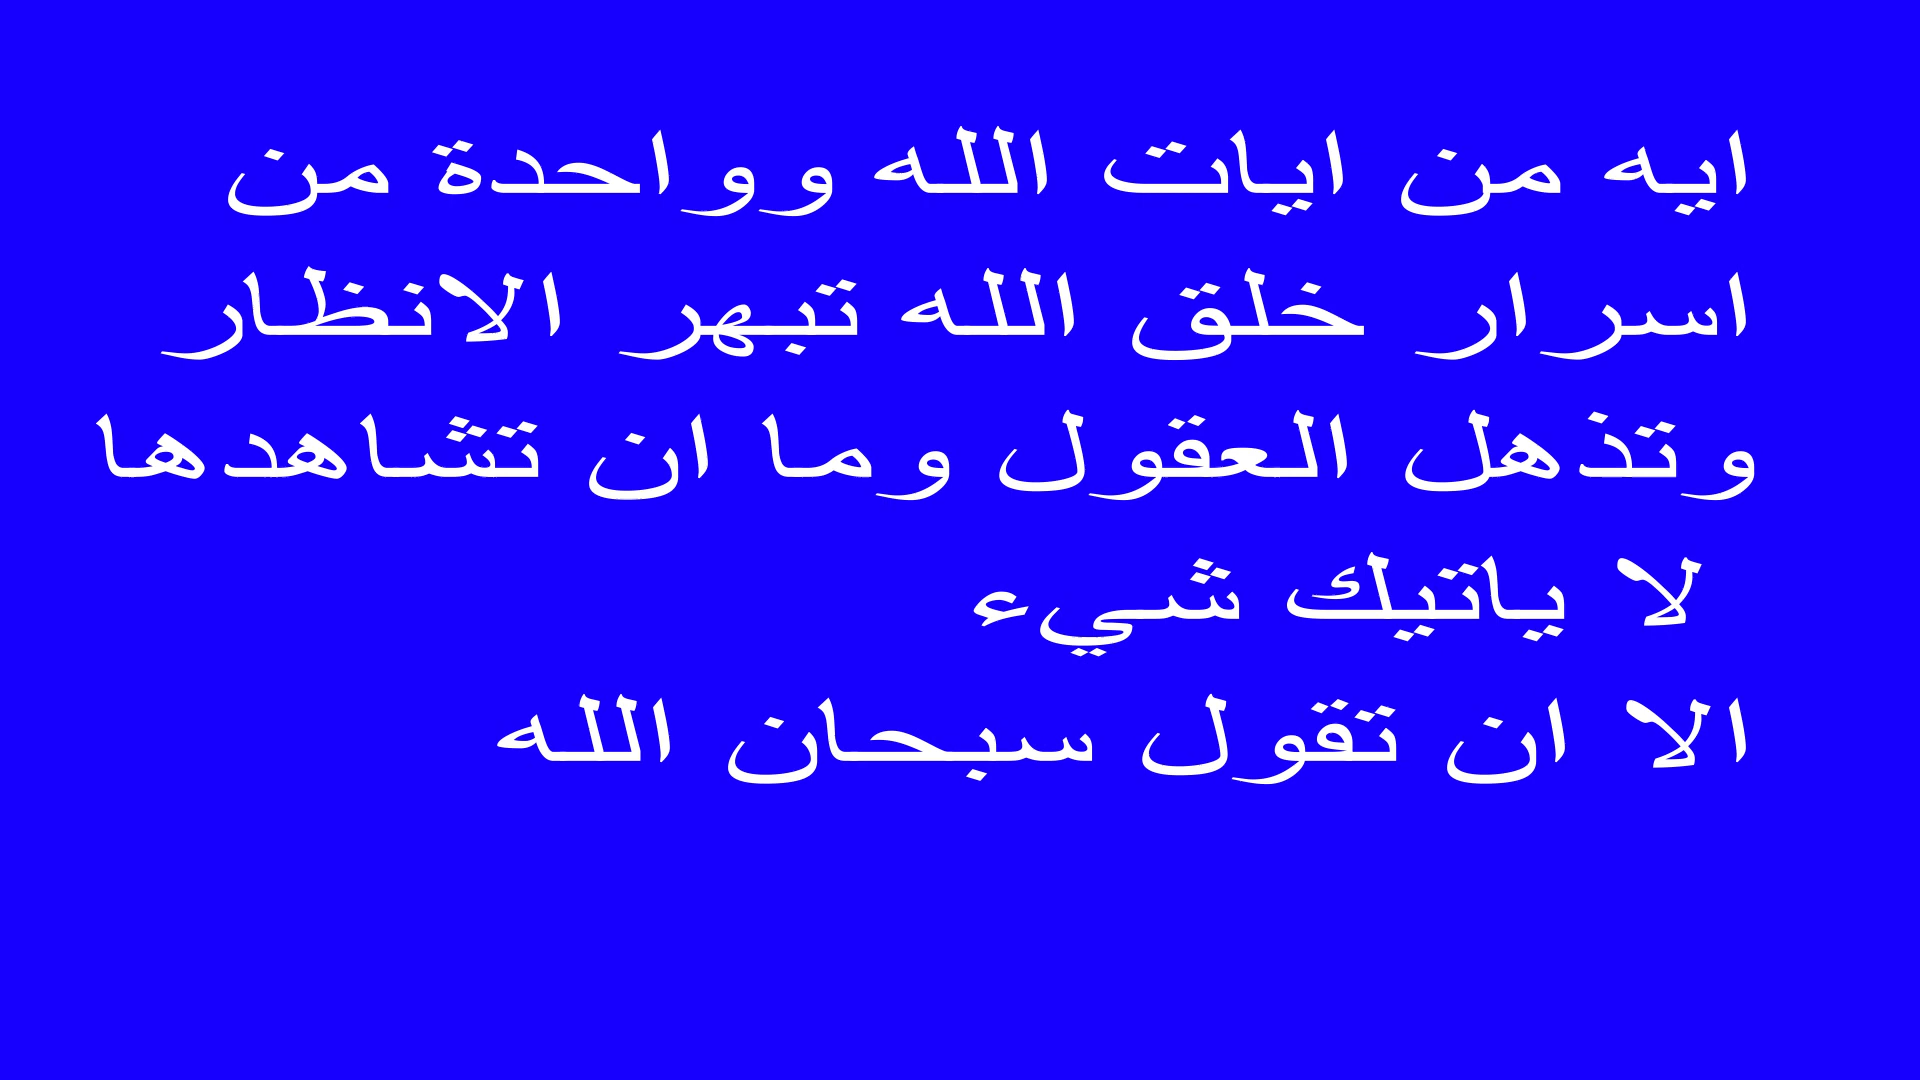 ايه من ايات الله وواحدة من
اسرار خلق الله تبهر الانظار
وتذهل العقول وما ان تشاهدها
لا ياتيك شيء
الا ان تقول سبحان الله